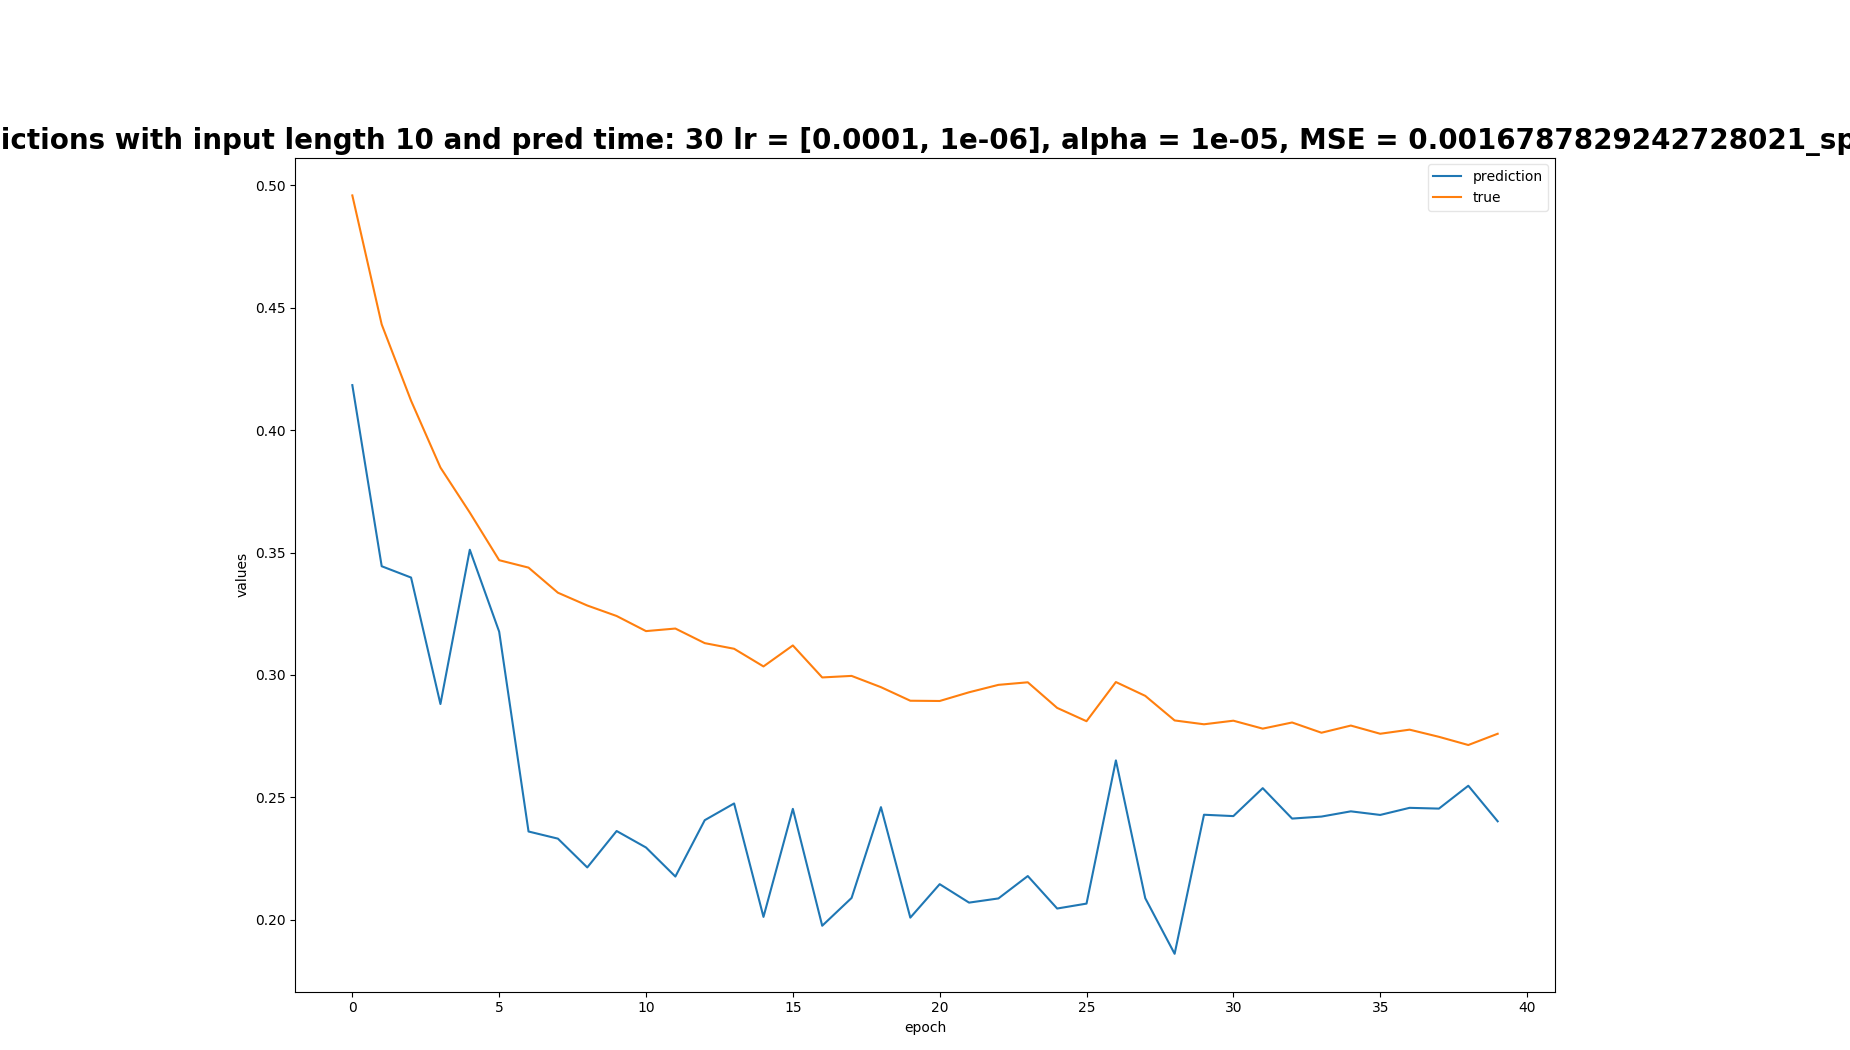 ictions with input length 10 and pred time: 30 lr = [0.0001, 1e-06], alpha = 1e-05, MSE = 0.0016787829242728021_sp
prediction
true
0.50
0.45
0.40
0.35
0.30
0.25
0.20
values
0 5 10 15 20 25 30 35 40
epoch